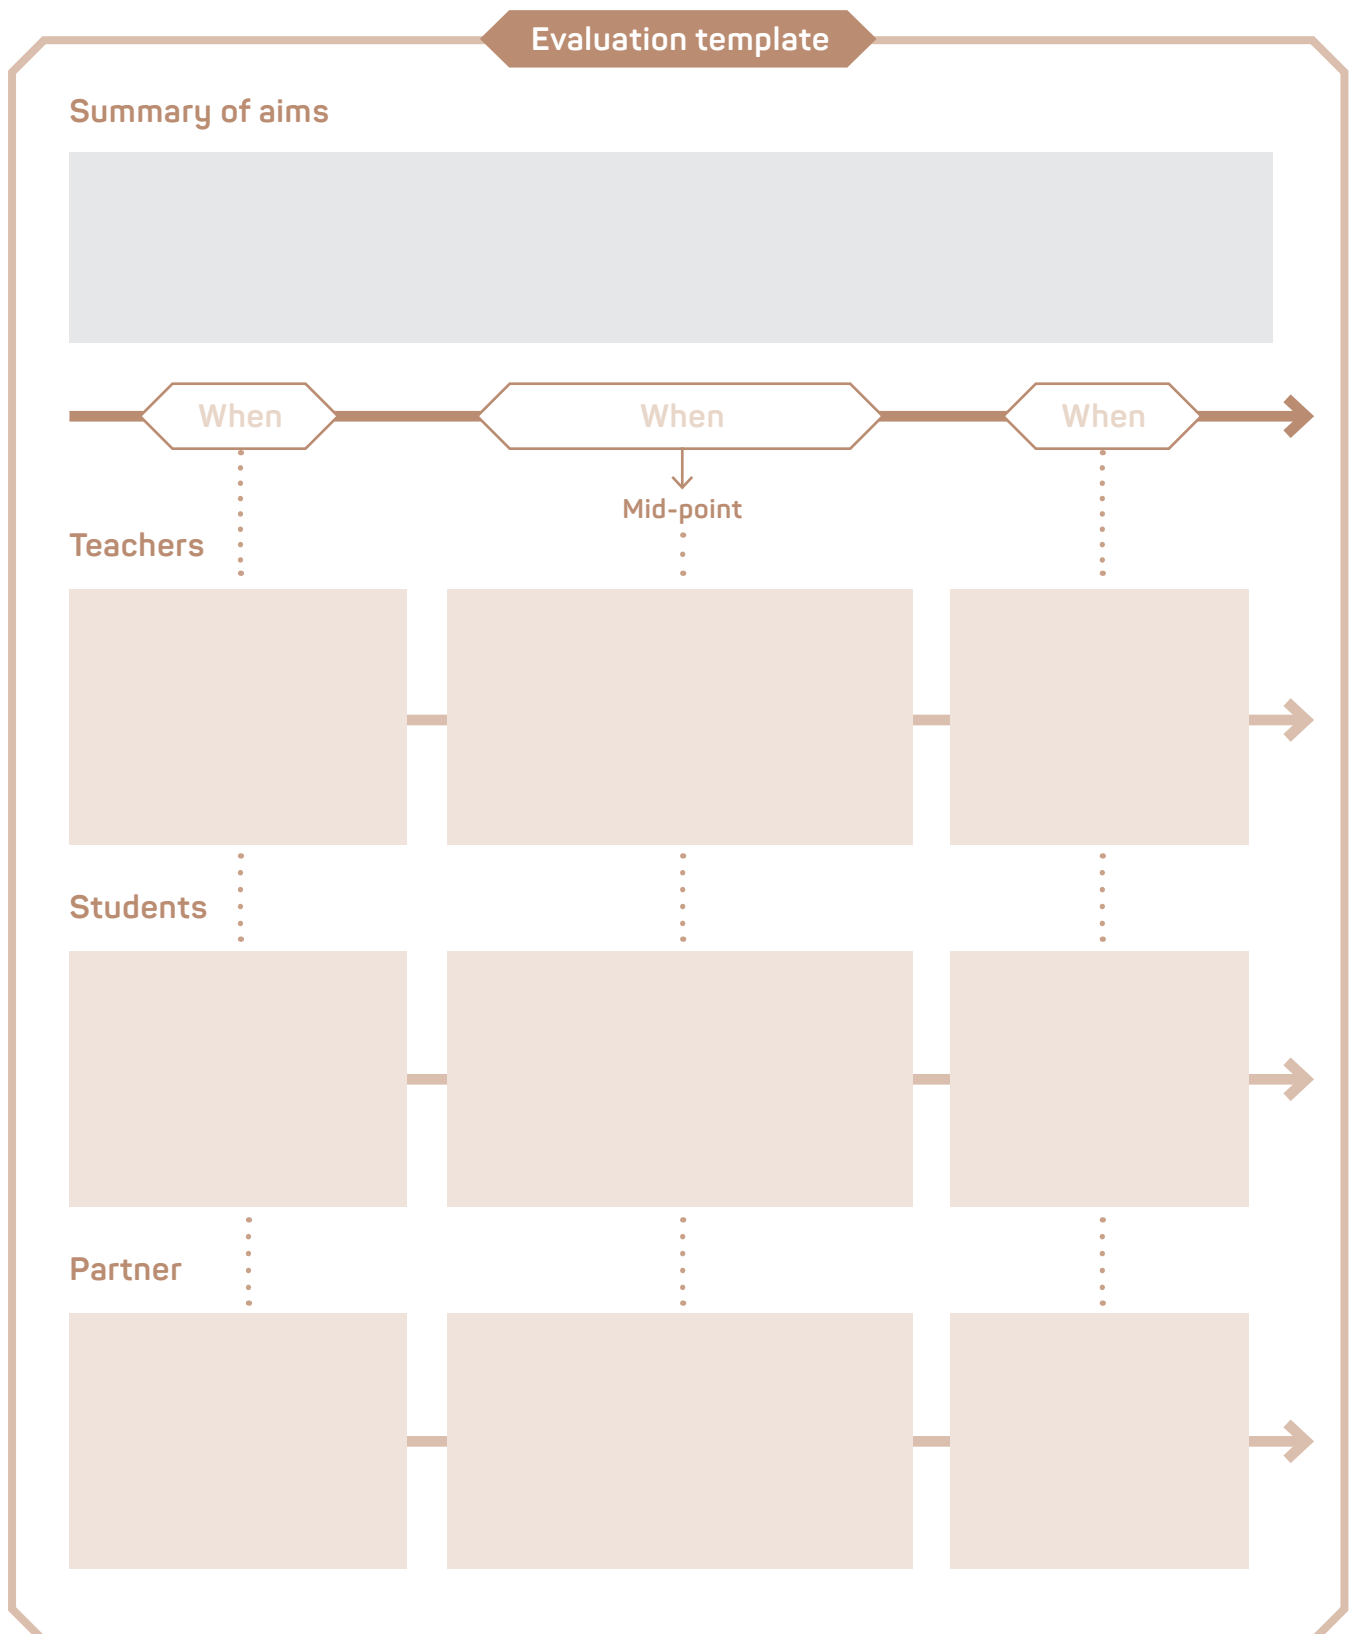 Evaluation template
Summary of aims
When When When
Mid-point
Teachers
Students
Partner